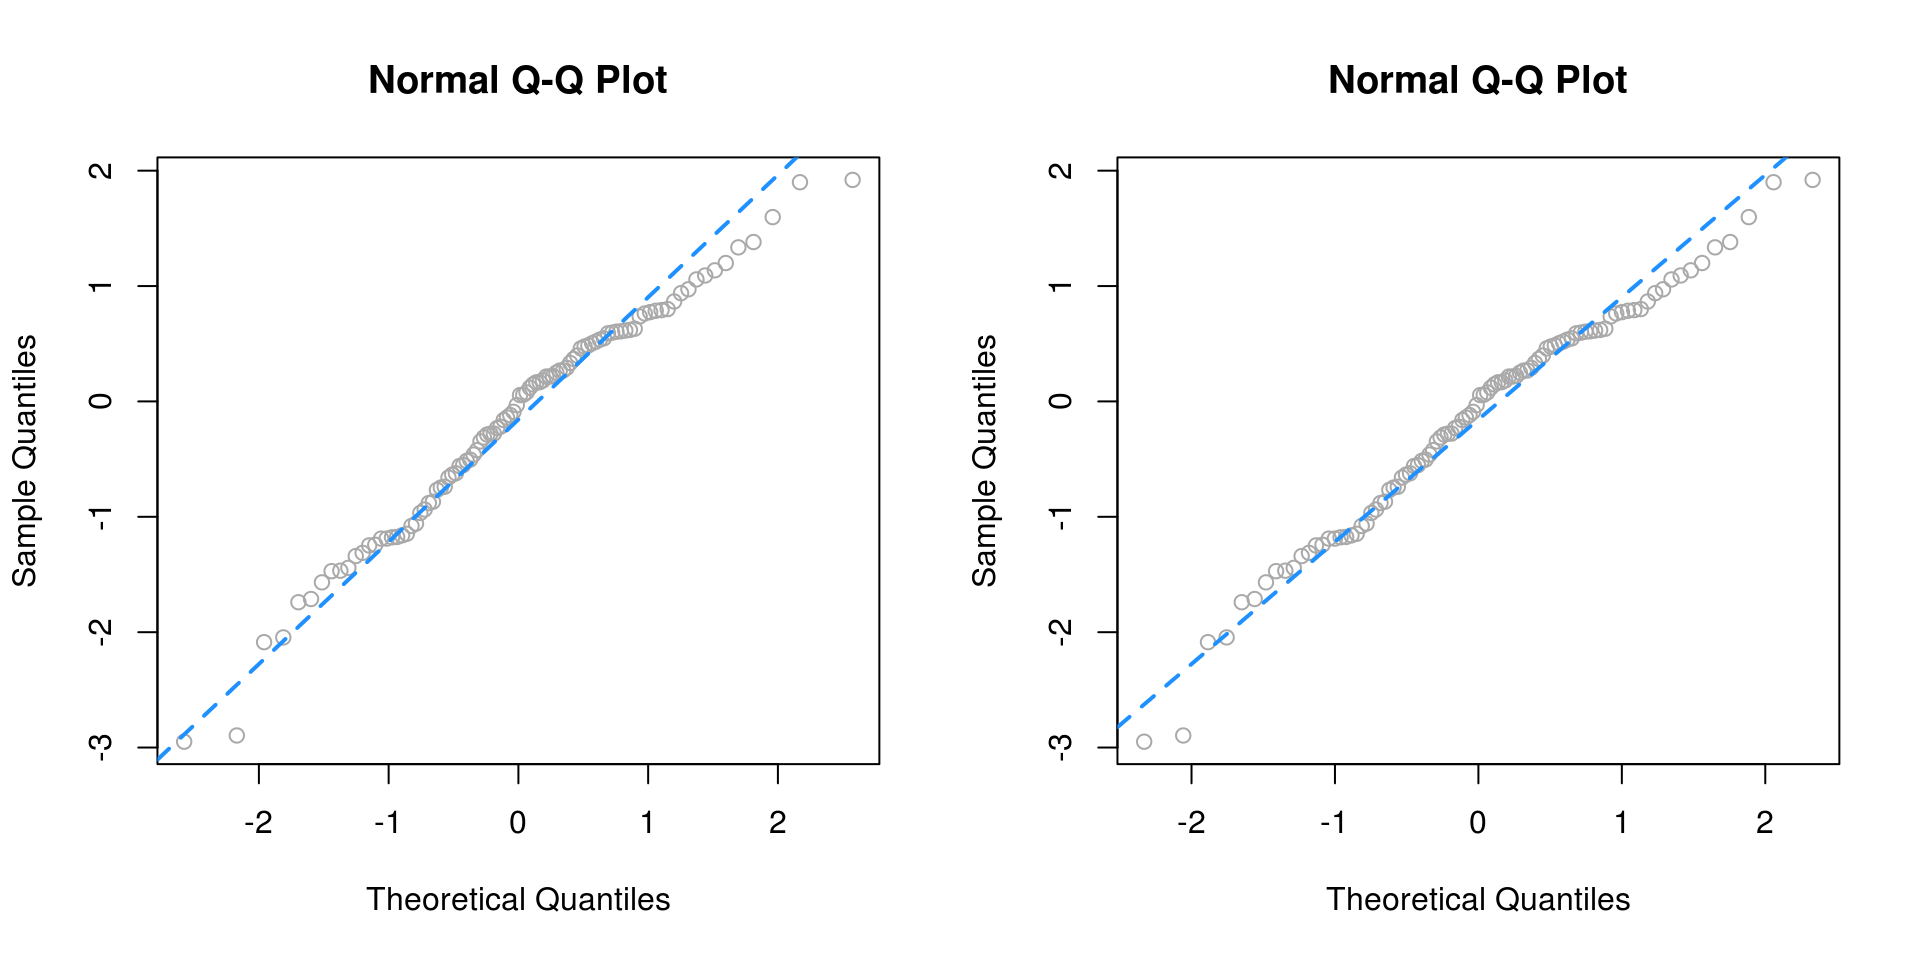 Normal Q-Q Plot
Sample Quantiles
2
1
0
-1
-2
-3
-2 -1 0 1 2
Theoretical Quantiles
Normal Q-Q Plot
Sample Quantiles
2
1
0
-1
-2
-3
-2 -1 0 1 2
Theoretical Quantiles